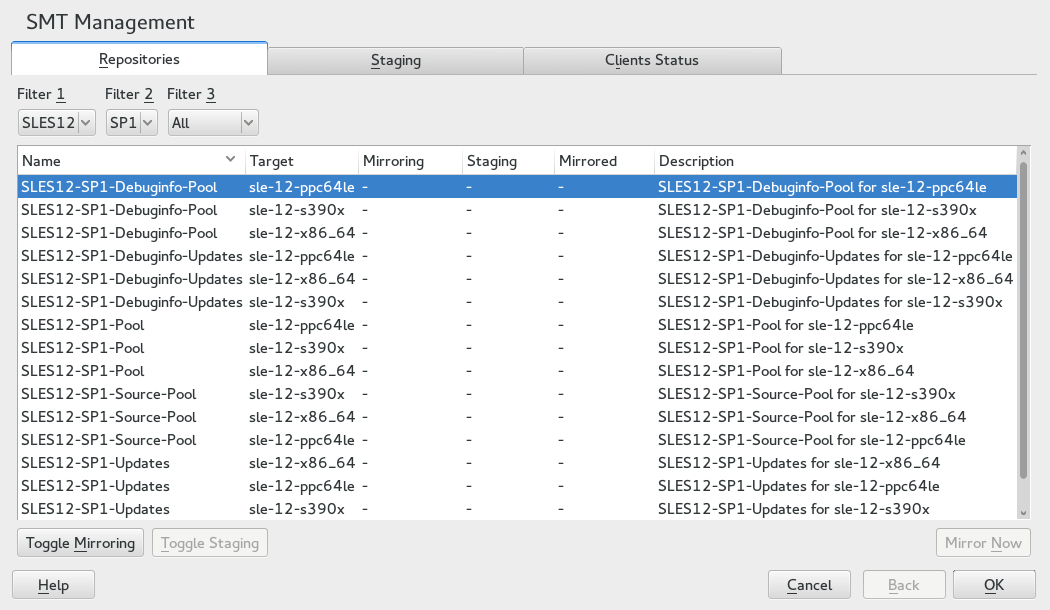 SMT Management
Repositories Staging Clients Status
Filter 1 Filter 2 Filter 3
SLES12 SP1 All
Name Target Mirroring Staging Mirrored Description
SLES12-SP1-Debuginfo-Pool sle-12-ppc64le - - - SLES12-SP1-Debuginfo-Pool for sle-12-ppc64le
SLES12-SP1-Debuginfo-Pool sle-12-s390x - - - SLES12-SP1-Debuginfo-Pool for sle-12-s390x
SLES12-SP1-Debuginfo-Pool sle-12-x86_64 - - - SLES12-SP1-Debuginfo-Pool for sle-12-x86_64
SLES12-SP1-Debuginfo-Updates sle-12-ppc64le - - - SLES12-SP1-Debuginfo-Updates for sle-12-ppc64le
SLES12-SP1-Debuginfo-Updates sle-12-x86_64 - - - SLES12-SP1-Debuginfo-Updates for sle-12-x86_64
SLES12-SP1-Debuginfo-Updates sle-12-s390x - - - SLES12-SP1-Debuginfo-Updates for sle-12-s390x
SLES12-SP1-Pool sle-12-ppc64le - - - SLES12-SP1-Pool for sle-12-ppc64le
SLES12-SP1-Pool sle-12-s390x - - - SLES12-SP1-Pool for sle-12-s390x
SLES12-SP1-Pool sle-12-x86_64 - - - SLES12-SP1-Pool for sle-12-x86_64
SLES12-SP1-Source-Pool sle-12-s390x - - - SLES12-SP1-Source-Pool for sle-12-s390x
SLES12-SP1-Source-Pool sle-12-x86_64 - - - SLES12-SP1-Source-Pool for sle-12-x86_64
SLES12-SP1-Source-Pool sle-12-ppc64le - - - SLES12-SP1-Source-Pool for sle-12-ppc64le
SLES12-SP1-Updates sle-12-x86_64 - - - SLES12-SP1-Updates for sle-12-x86_64
SLES12-SP1-Updates sle-12-ppc64le - - - SLES12-SP1-Updates for sle-12-ppc64le
SLES12-SP1-Updates sle-12-s390x - - - SLES12-SP1-Updates for sle-12-s390x
Toggle Mirroring Toggle Staging Mirror Now
Help Cancel Back OK